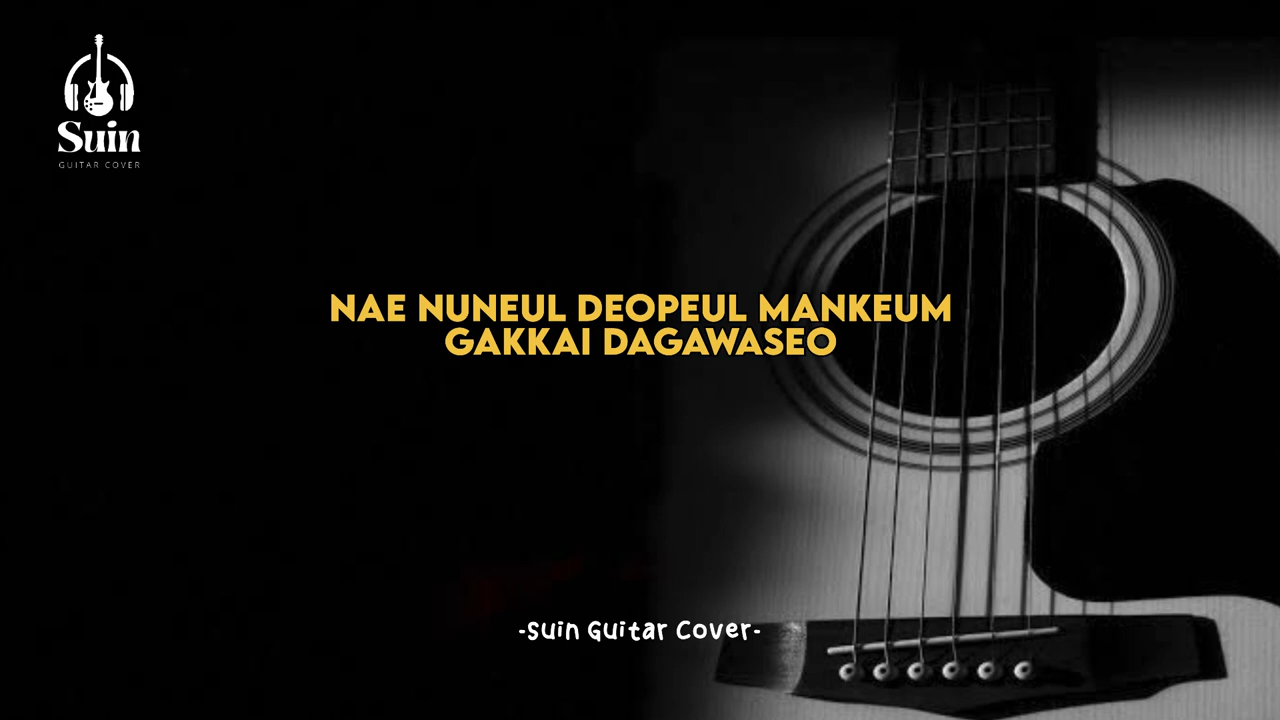 Suin
GUITAR COVER
NAE NUNEUL DEOPEUL MANKEUM
GAKKAI DAGAWASEO
-Suin Guitar Cover-